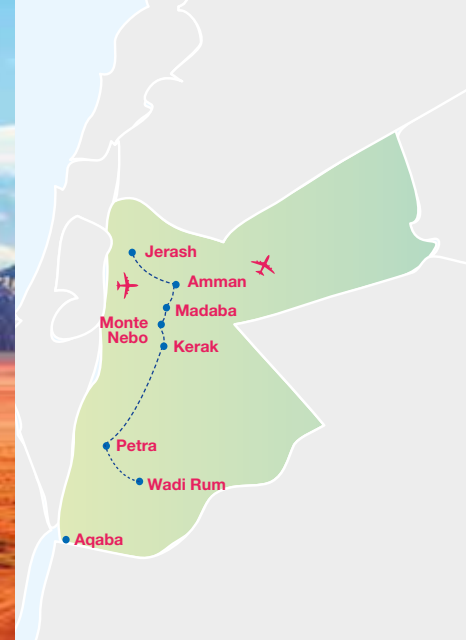 Jerash
Amman
Madaba
Monte
Nebo
Kerak
Petra
Wadi Rum
Aqaba